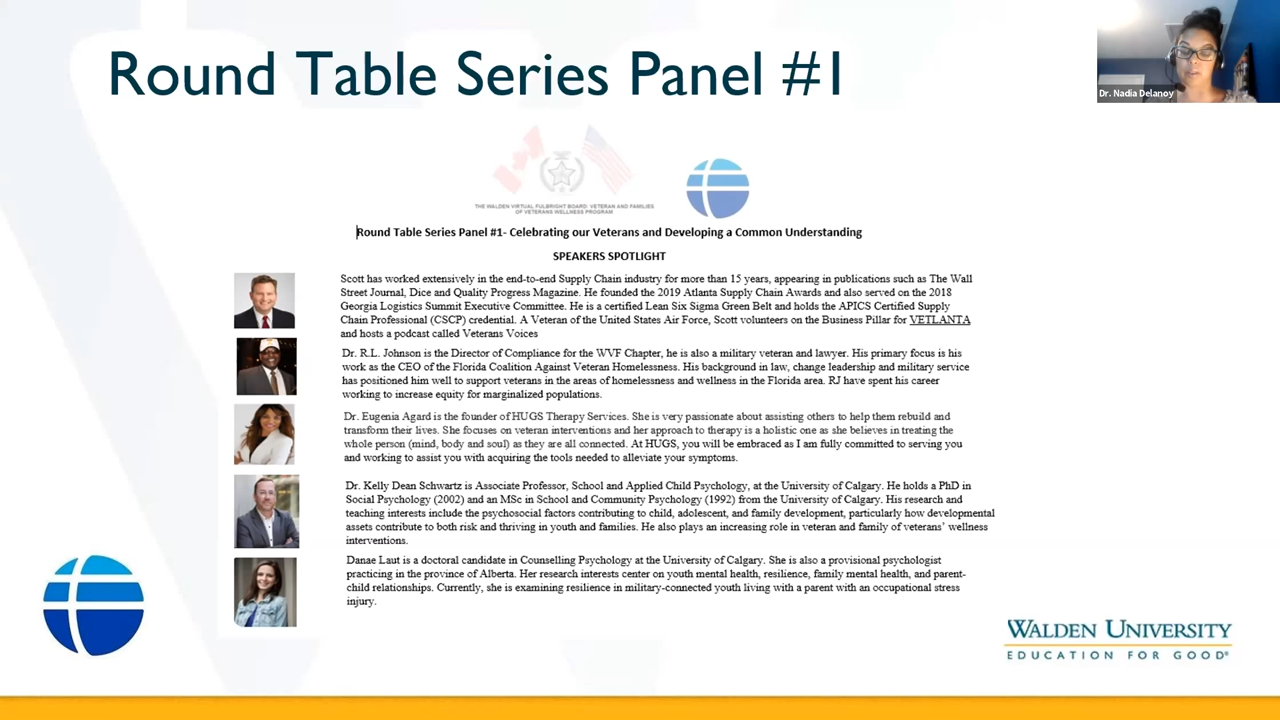 Round Table Series Panel #1
Dr. Nadia Delanoy
THE WALDEN VIRTUAL FULBRIGHT BOARD: VETERAN AND FAMILIES
OF VETERANS WELLNESS PROGRAM
Round Table Series Panel #1- Celebrating our Veterans and Developing a Common Understanding
SPEAKERS SPOTLIGHT
Scott has worked extensively in the end-to-end Supply Chain industry for more than 15 years, appearing in publications such as The Wall
Street Journal, Dice and Quality Progress Magazine. He founded the 2019 Atlanta Supply Chain Awards and also served on the 2018
Georgia Logistics Summit Executive Committee. He is a certified Lean Six Sigma Green Belt and holds the APICS Certified Supply
Chain Professional (CSCP) credential. A Veteran of the United States Air Force, Scott volunteers on the Business Pillar for VETLANTA
and hosts a podcast called Veterans Voices
Dr. R.L. Johnson is the Director of Compliance for the WVF Chapter, he is also a military veteran and lawyer. His primary focus is his
work as the CEO of the Florida Coalition Against Veteran Homelessness. His background in law, change leadership and military service
has positioned him well to support veterans in the areas of homelessness and wellness in the Florida area. RJ have spent his career
working to increase equity for marginalized populations.
Dr. Eugenia Agard is the founder of HUGS Therapy Services. She is very passionate about assisting others to help them rebuild and
transform their lives. She focuses on veteran interventions and her approach to therapy is a holistic one as she believes in treating the
whole person (mind, body and soul) as they are all connected. At HUGS, you will be embraced as I am fully committed to serving you
and working to assist you with acquiring the tools needed to alleviate your symptoms.
Dr. Kelly Dean Schwartz is Associate Professor, School and Applied Child Psychology, at the University of Calgary. He holds a PhD in
Social Psychology (2002) and an MSc in School and Community Psychology (1992) from the University of Calgary. His research and
teaching interests include the psychosocial factors contributing to child, adolescent, and family development, particularly how developmental
assets contribute to both risk and thriving in youth and families. He also plays an increasing role in veteran and family of veterans' wellness
interventions.
Danae Laut is a doctoral candidate in Counselling Psychology at the University of Calgary. She is also a provisional psychologist
practicing in the province of Alberta. Her research interests center on youth mental health, resilience, family mental health, and parent-
child relationships. Currently, she is examining resilience in military-connected youth living with a parent with an occupational stress
injury.
WALDEN UNIVERSITY
EDUCATION FOR GOOD®